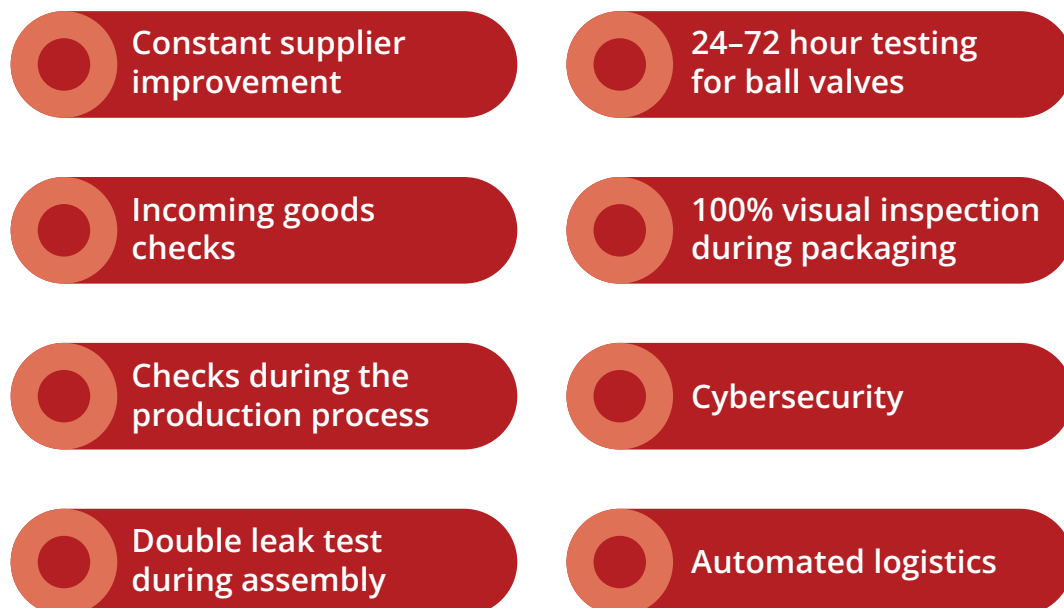 Constant supplier
improvement
Incoming goods
checks
Checks during the
production process
Double leak test
during assembly
24–72 hour testing
for ball valves
100% visual inspection
during packaging
Cybersecurity
Automated logistics